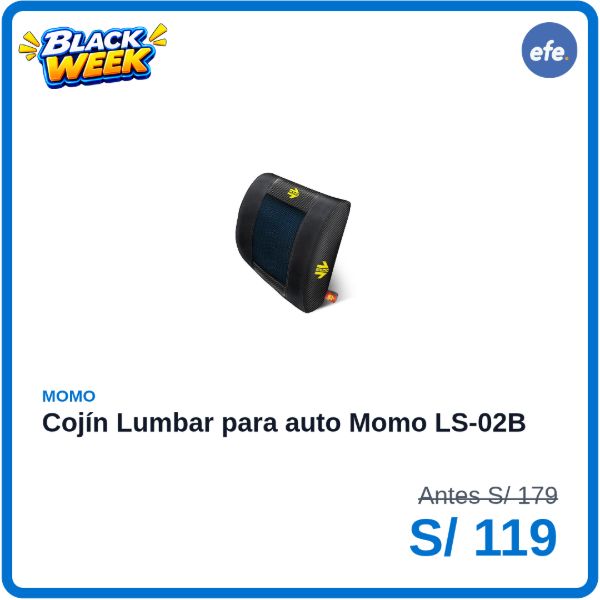 BLACK
WEEK
efe.
MOMO
Cojín Lumbar para auto Momo LS-02B
Antes S/ 179
S/ 119